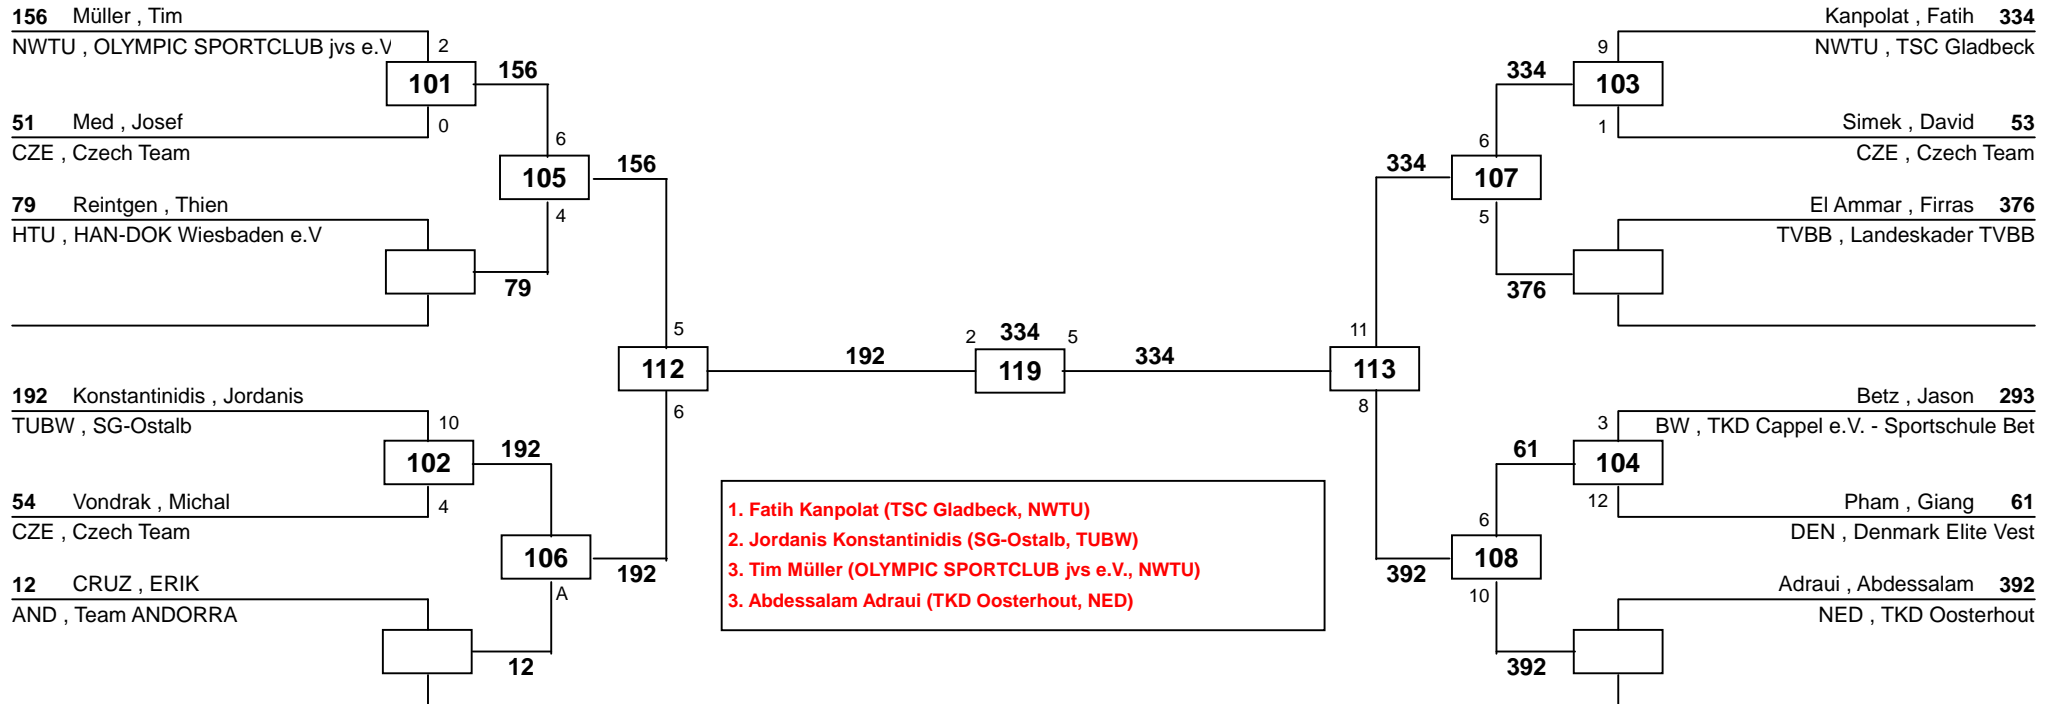 156 Müller , Tim
NWTU , OLYMPIC SPORTCLUB jvs e.V
2
101
156
0
51 Med , Josef
CZE , Czech Team
6
105
156
4
79 Reintgen , Thien
HTU , HAN-DOK Wiesbaden e.V
79
5
112
192
6
192 Konstantinidis , Jordanis
TUBW , SG-Ostalb
10
102
192
4
54 Vondrak , Michal
CZE , Czech Team
106
192
A
12 CRUZ , ERIK
AND , Team ANDORRA
12
2 334 5
119
334
1. Fatih Kanpolat (TSC Gladbeck, NWTU)
2. Jordanis Konstantinidis (SG-Ostalb, TUBW)
3. Tim Müller (OLYMPIC SPORTCLUB jvs e.V., NWTU)
3. Abdessalam Adraui (TKD Oosterhout, NED)
Kanpolat , Fatih 334
NWTU , TSC Gladbeck
9
334
103
1
Simek , David 53
CZE , Czech Team
6
334
107
5
El Ammar , Firras 376
TVBB , Landeskader TVBB
376
11
113
8
Betz , Jason 293
BW , TKD Cappel e.V. - Sportschule Bet
3
61
104
12
Pham , Giang 61
DEN , Denmark Elite Vest
6
108
392
10
Adraui , Abdessalam 392
NED , TKD Oosterhout
392